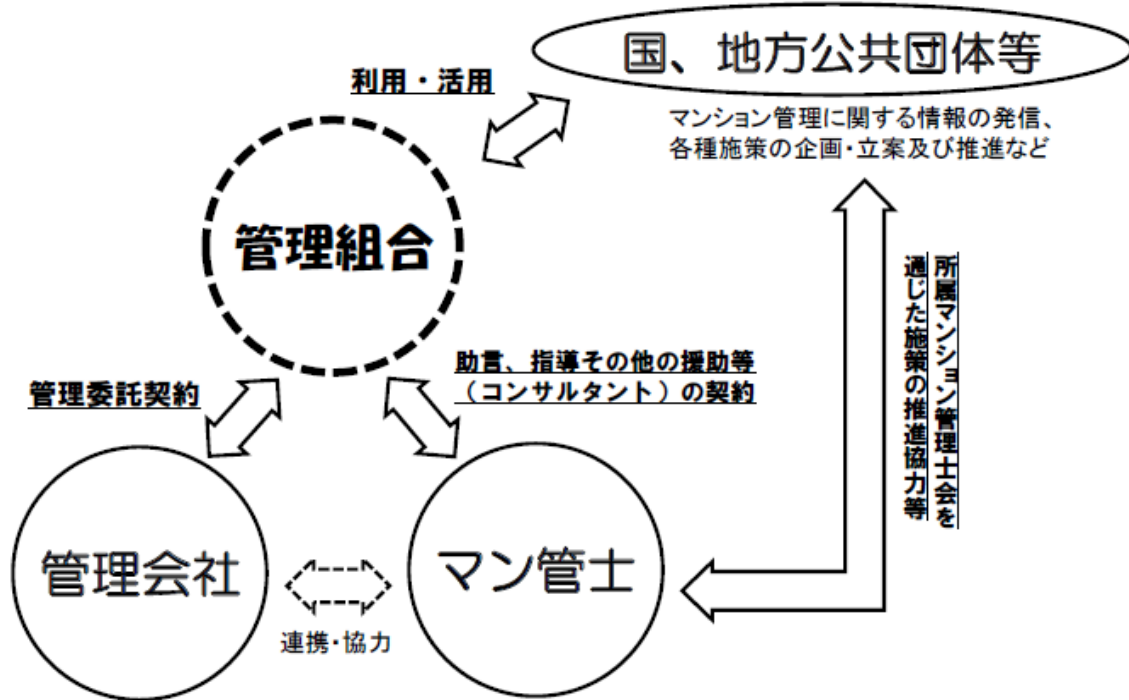 国、地方公共団体等
利用・活用
マンション管理に関する情報の発信、
各種施策の企画・立案及び推進など
管理組合
所属マンション管理士会を
通じた施策の推進協力等
助言、指導その他の援助等
（コンサルタント）の契約
管理委託契約
管理会社
マン管士
連携・協力